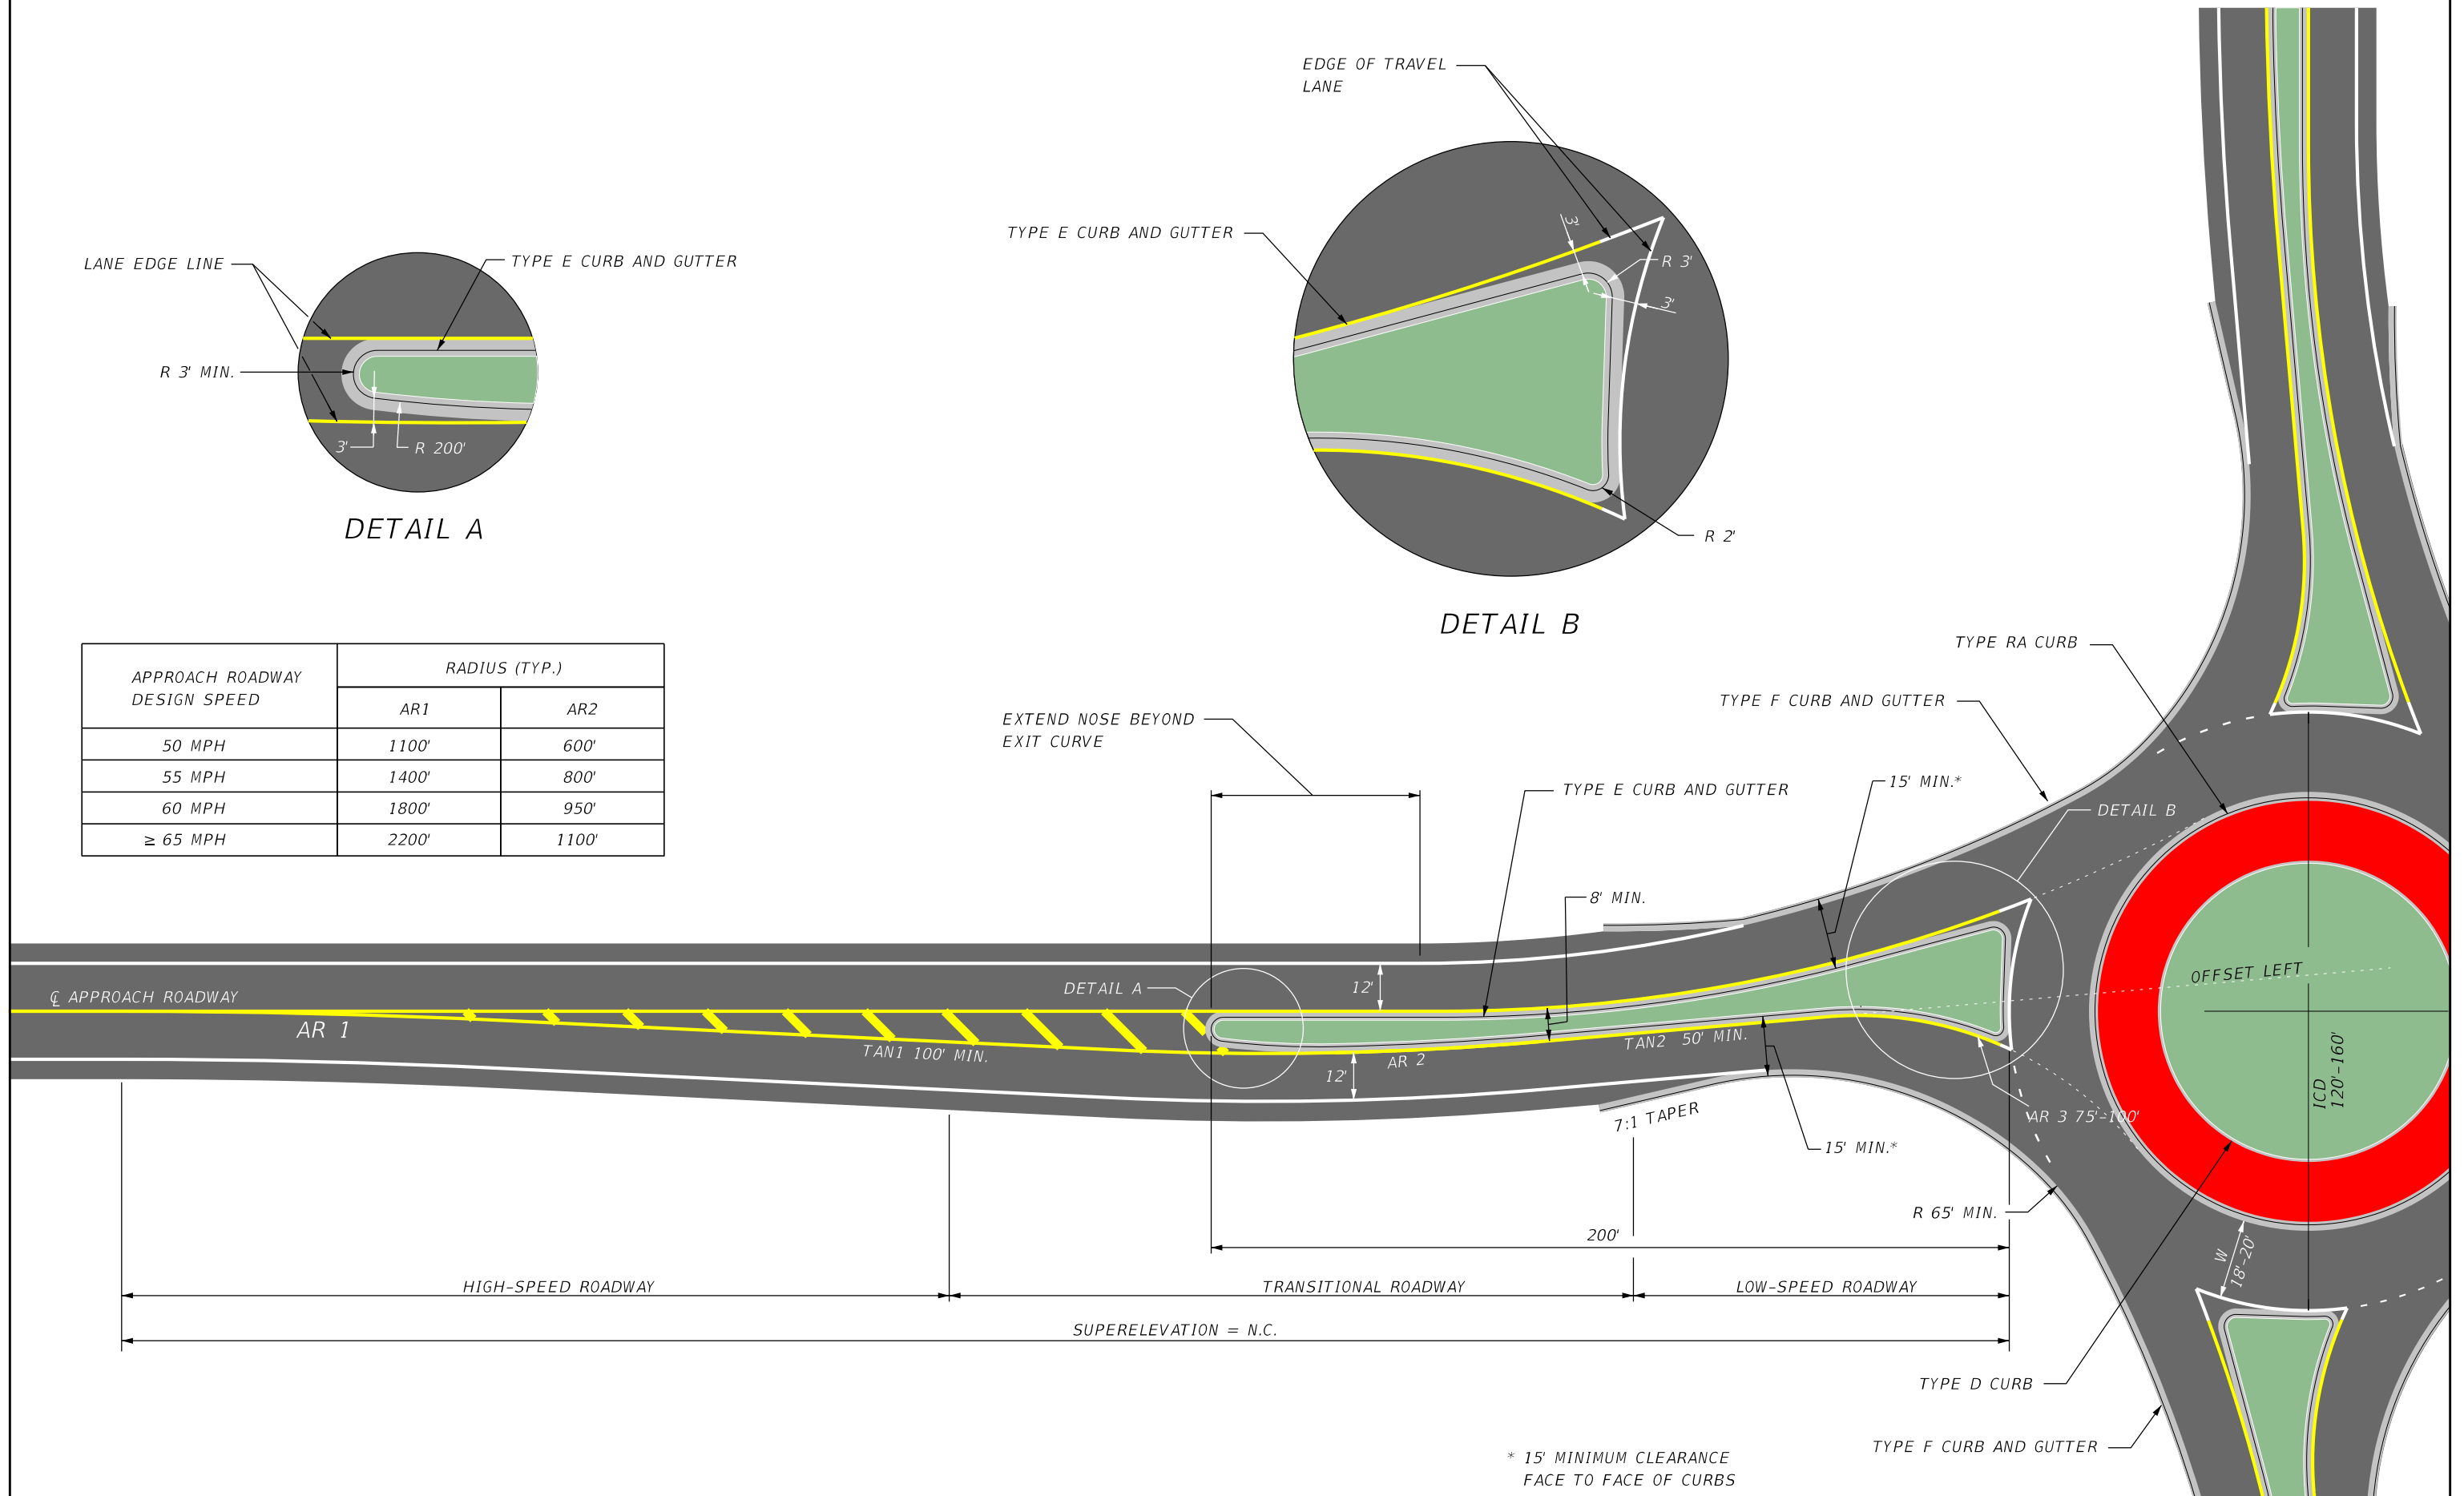 EDGE OF TRAVEL
LANE
TYPE E CURB AND GUTTER
3'
R 3'
3'
R 2'
DETAIL B
LANE EDGE LINE
TYPE E CURB AND GUTTER
R 3' MIN.
3'
R 200'
DETAIL A
APPROACH ROADWAY
DESIGN SPEED
RADIUS (TYP.)
AR1 AR2
50 MPH 1100' 600'
55 MPH 1400' 800'
60 MPH 1800' 950'
≥ 65 MPH 2200' 1100'
EXTEND NOSE BEYOND
EXIT CURVE
TYPE RA CURB
TYPE F CURB AND GUTTER
TYPE E CURB AND GUTTER
15' MIN.*
DETAIL B
8' MIN.
℄ APPROACH ROADWAY
AR 1
TAN1 100' MIN.
DETAIL A
12'
12'
AR 2
TAN2 50' MIN.
OFFSET LEFT
ICD
120'-160'
AR 3 75'-100'
7:1 TAPER
15' MIN.*
R 65' MIN.
200'
W
18'-20'
HIGH-SPEED ROADWAY
TRANSITIONAL ROADWAY
LOW-SPEED ROADWAY
SUPERELEVATION = N.C.
TYPE D CURB
TYPE F CURB AND GUTTER
* 15' MINIMUM CLEARANCE
FACE TO FACE OF CURBS